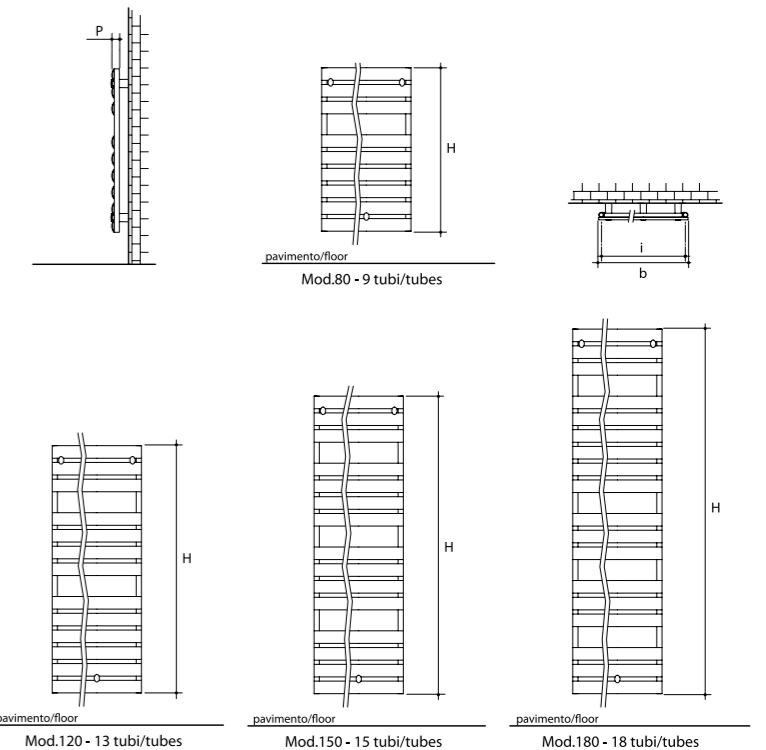 P
H
pavimento/floor
Mod.80 - 9 tubi/tubes
i
b
H
pavimento/floor
Mod.120 - 13 tubi/tubes
H
pavimento/floor
Mod.150 - 15 tubi/tubes
H
pavimento/floor
Mod.180 - 18 tubi/tubes